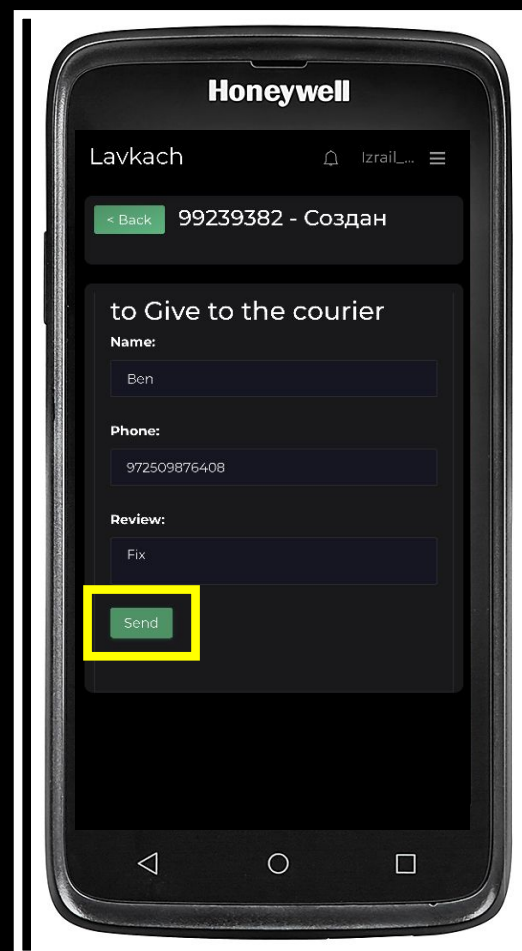 Honeywell
Lavkach Izrail_...
< Back 99239382 - Создан
to Give to the courier
Name:
Ben
Phone:
972509876408
Review:
Fix
Send